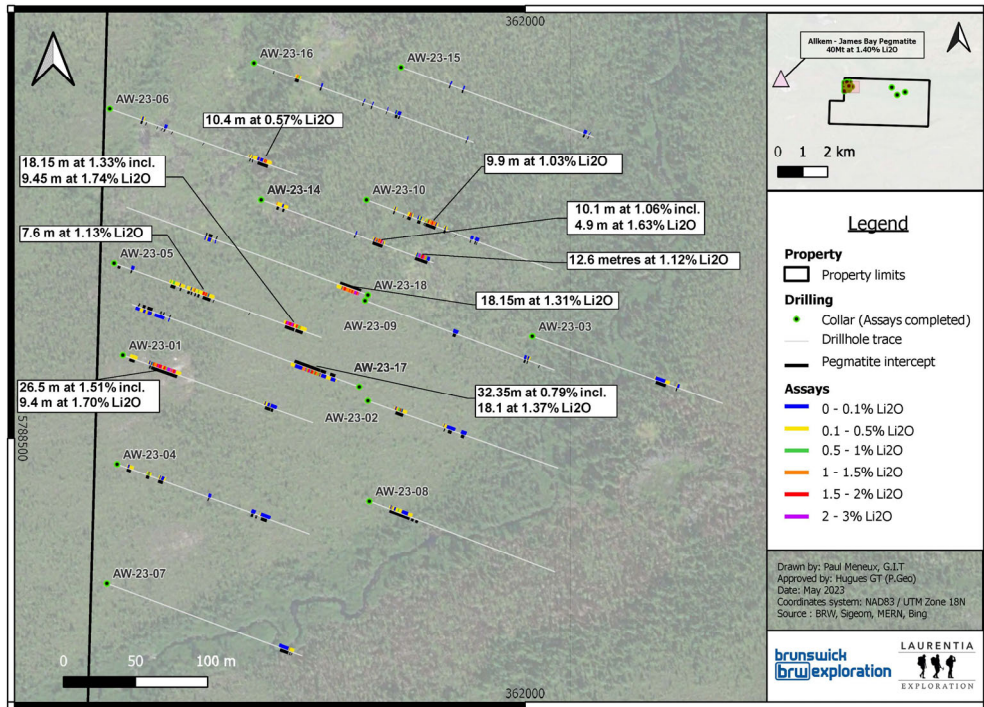 362000
AW-23-16
AW-23-15
AW-23-06
10.4 m at 0.57% Li2O
18.15 m at 1.33% incl.
9.45 m at 1.74% Li2O
9.9 m at 1.03% Li2O
AW-23-14
AW-23-10
10.1 m at 1.06% incl.
4.9 m at 1.63% Li2O
7.6 m at 1.13% Li2O
12.6 metres at 1.12% Li2O
AW-23-05
AW-23-18
18.15m at 1.31% Li2O
AW-23-09
AW-23-03
AW-23-01
AW-23-17
26.5 m at 1.51% incl.
9.4 m at 1.70% Li2O
32.35m at 0.79% incl.
18.1 at 1.37% Li2O
AW-23-02
5788500
AW-23-04
AW-23-08
AW-23-07
0 50 100 m
362000
Allkem - James Bay Pegmatite
40Mt at 1.40% Li2O
0 1 2 km
Legend
Property
Property limits
Drilling
Collar (Assays completed)
Drillhole trace
Pegmatite intercept
Assays
0 - 0.1% Li2O
0.1 - 0.5% Li2O
0.5 - 1% Li2O
1 - 1.5% Li2O
1.5 - 2% Li2O
2 - 3% Li2O
Drawn by: Paul Meneux, G.I.T
Approved by: Hugues GT (P.Geo)
Date: May 2023
Coordinates system: NAD83 / UTM Zone 18N
Source : BRW, Sigeom, MERN, Bing
brunswick
brw exploration
LAURENTIA
EXPLORATION